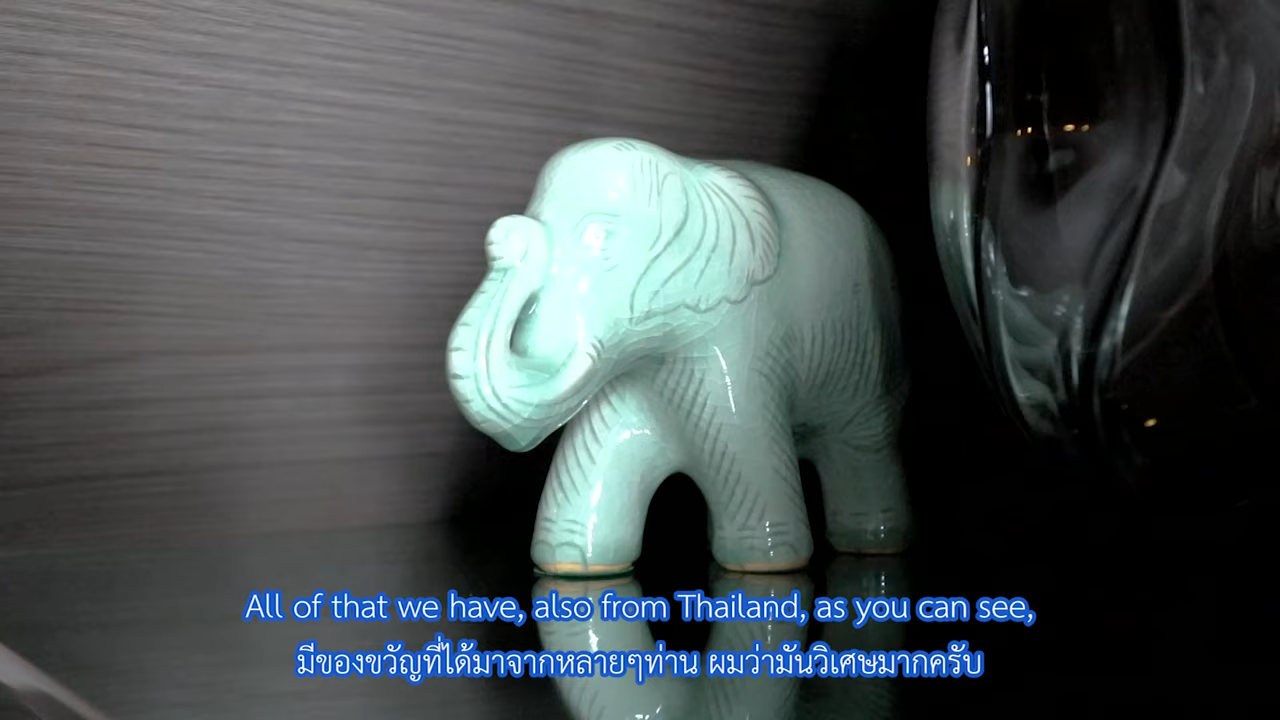 All of that we have, also from Thailand, as you can see,
มีของขวัญที่ได้มาจากหลายๆท่าน ผมว่ามันวิเศษมากครับ